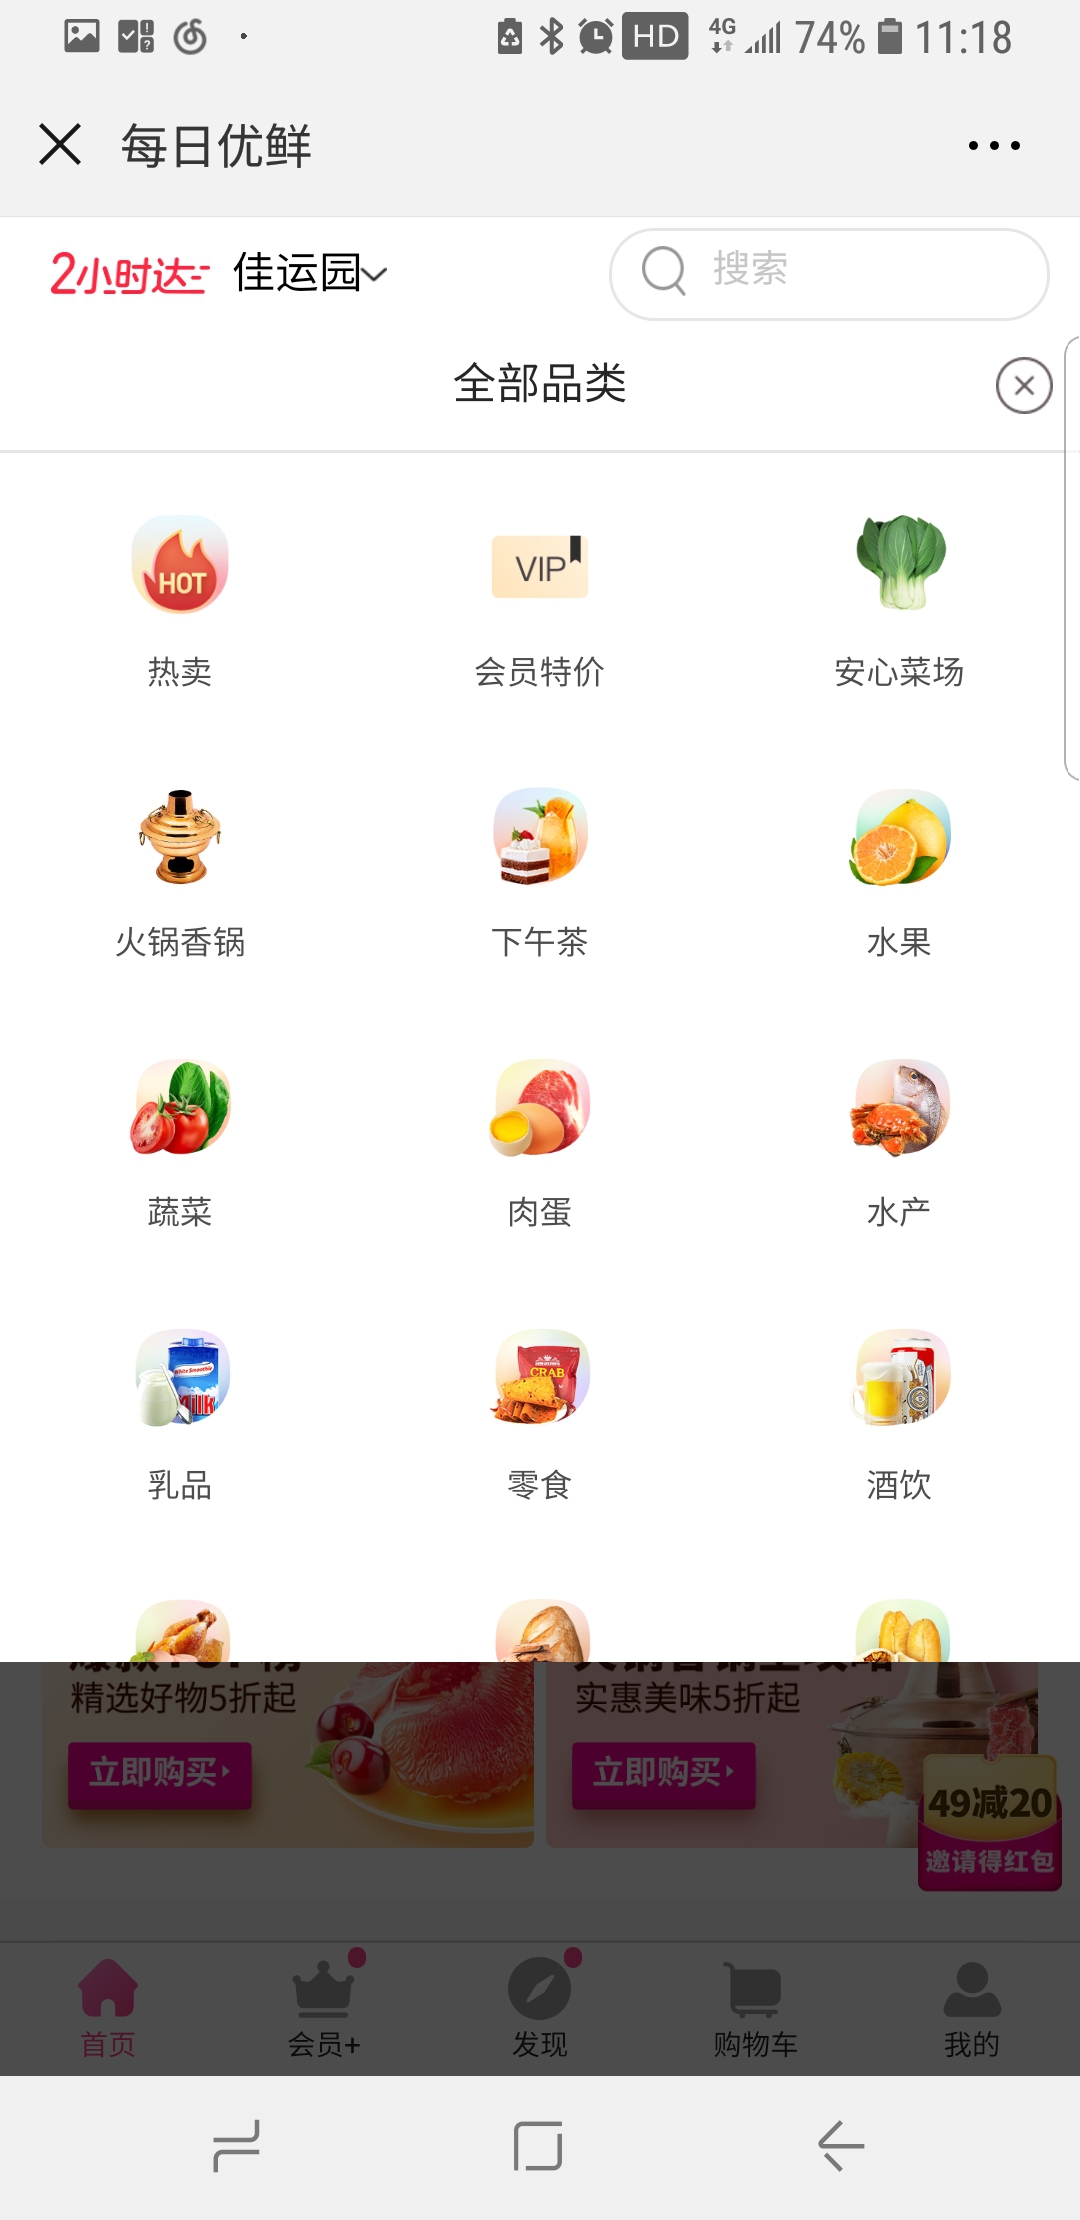 HD 4G 74% 11:18
每日优鲜
2小时达 佳运园 搜索
全部品类
HOT
VIP
热卖 会员特价 安心菜场
火锅香锅 下午茶 水果
蔬菜 肉蛋 水产
White Smoothie
Milk
CRAB
乳品 零食 酒饮
精选好物5折起 实惠美味5折起
立即购买 立即购买
49减20
邀请得红包
首页 会员+ 发现 购物车 我的